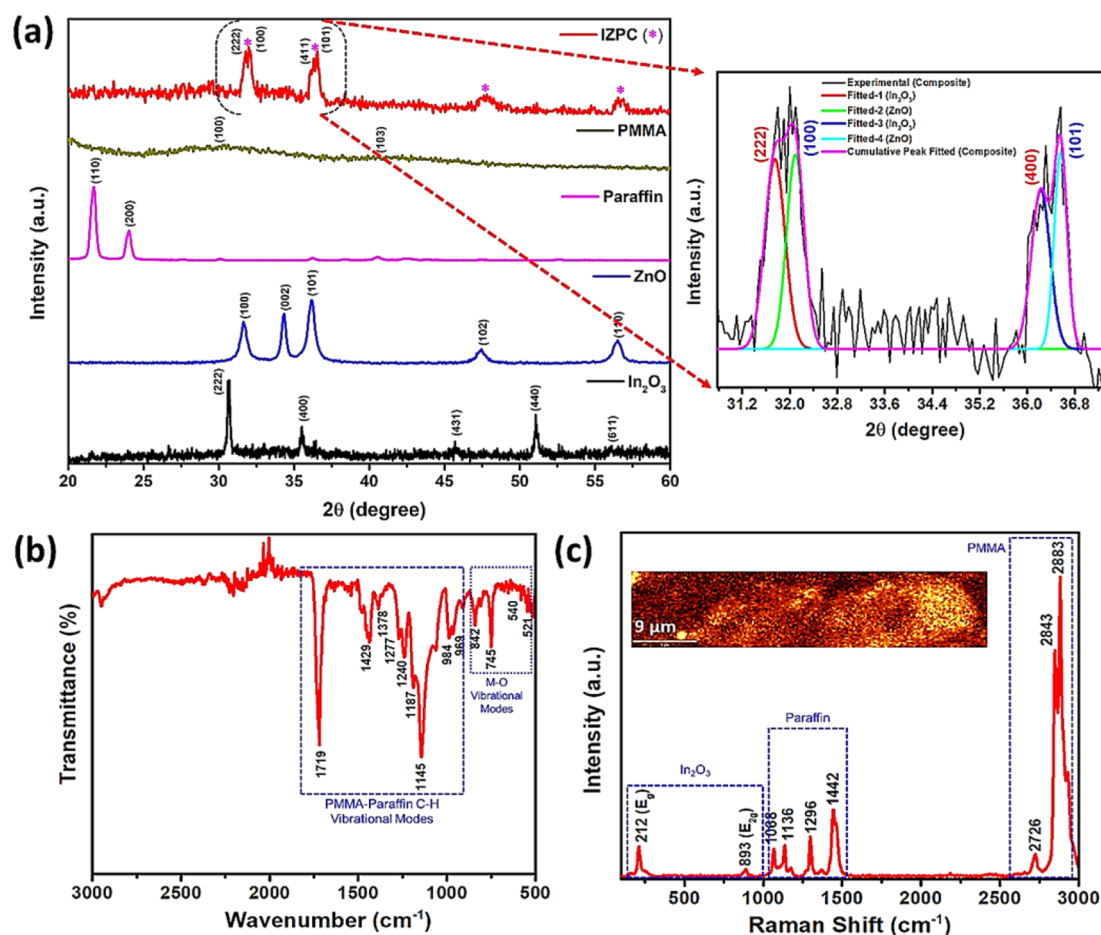 (a)
IZPC (*)
(222)
(100)
(411)
(101)
PMMA
(100)
(103)
Paraffin
(110)
(200)
ZnO
(100)
(002)
(101)
(102)
(110)
In₂O₃
(222)
(400)
(431)
(440)
(611)
Intensity (a.u.)
20 25 30 35 40 45 50 55 60
2θ (degree)
Experimental (Composite)
Fitted-1 (In₂O₃)
Fitted-2 (ZnO)
Fitted-3 (In₂O₃)
Fitted-4 (ZnO)
Cumulative Peak Fitted (Composite)
(222)
(100)
(400)
(101)
Intensity (a.u.)
31.2 32.0 32.8 33.6 34.4 35.2 36.0 36.8
2θ (degree)
(b)
Transmittance (%)
1719
1429
1378
1277
1240
1187
1145
984
969
842
745
540
521
M-O
Vibrational
Modes
PMMA-Paraffin C-H
Vibrational Modes
3000 2500 2000 1500 1000 500
Wavenumber (cm⁻¹)
(c)
PMMA
2883
2843
2726
9 µm
Paraffin
In₂O₃
212 (Eg)
893 (E2g)
1068
1136
1296
1442
Intensity (a.u.)
500 1000 1500 2000 2500 3000
Raman Shift (cm⁻¹)